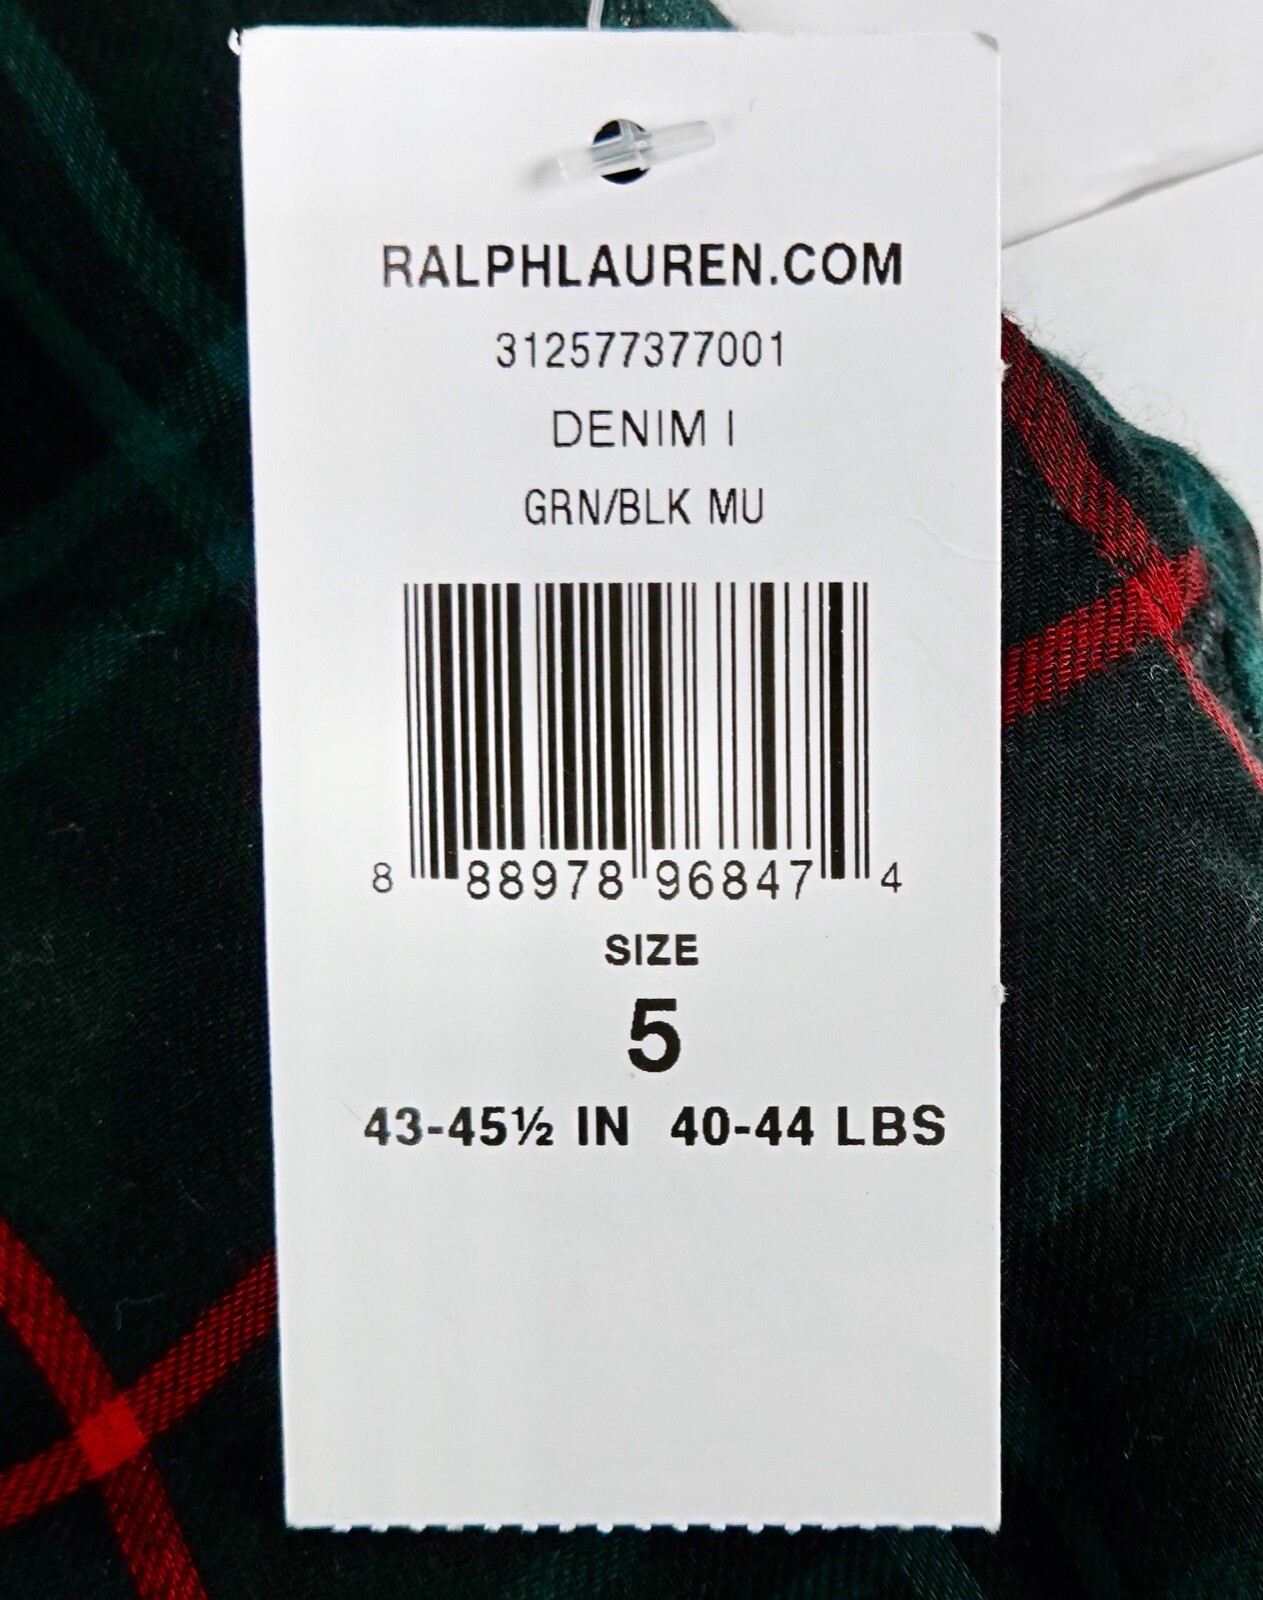 RALPHLAUREN.COM
312577377001
DENIM I
GRN/BLK MU
8 88978 96847 4
SIZE
5
43-45½ IN 40-44 LBS